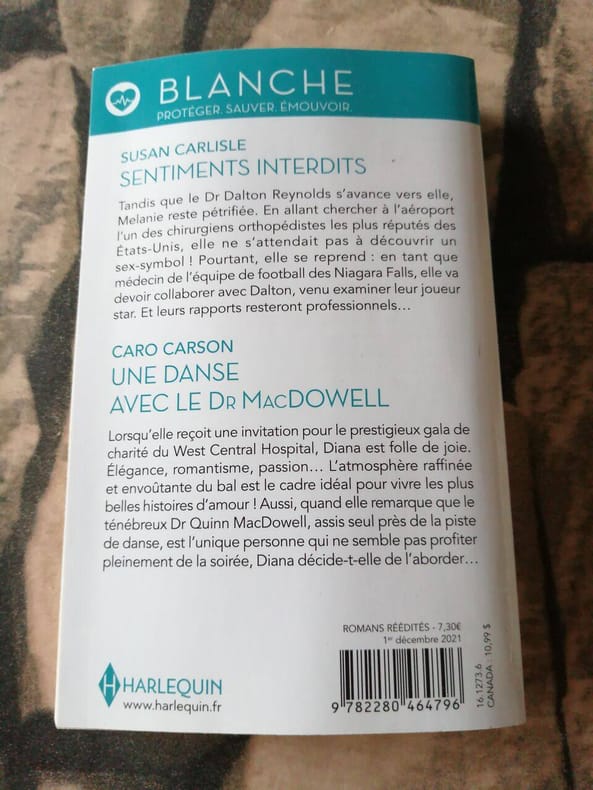 BLANCHE
PROTÉGER. SAUVER. ÉMOUVOIR.
SUSAN CARLISLE
SENTIMENTS INTERDITS
Tandis que le Dr Dalton Reynolds s'avance vers elle,
Melanie reste pétrifiée. En allant chercher à l'aéroport
l'un des chirurgiens orthopédistes les plus réputés des
États-Unis, elle ne s'attendait pas à découvrir un
sex-symbol ! Pourtant, elle se reprend : en tant que
médecin de l'équipe de football des Niagara Falls, elle va
devoir collaborer avec Dalton, venu examiner leur joueur
star. Et leurs rapports resteront professionnels…
CARO CARSON
UNE DANSE
AVEC LE DR MACDOWELL
Lorsqu'elle reçoit une invitation pour le prestigieux gala de
charité du West Central Hospital, Diana est folle de joie.
Élégance, romantisme, passion… L'atmosphère raffinée
et envoûtante du bal est le cadre idéal pour vivre les plus
belles histoires d'amour ! Aussi, quand elle remarque que le
ténébreux Dr Quinn MacDowell, assis seul près de la piste
de danse, est l'unique personne qui ne semble pas profiter
pleinement de la soirée, Diana décide-t-elle de l'aborder…
ROMANS RÉÉDITÉS - 7,30€
1er décembre 2021
16.1273.6
CANADA : 10,99 $
9 782280 464796
H HARLEQUIN
www.harlequin.fr